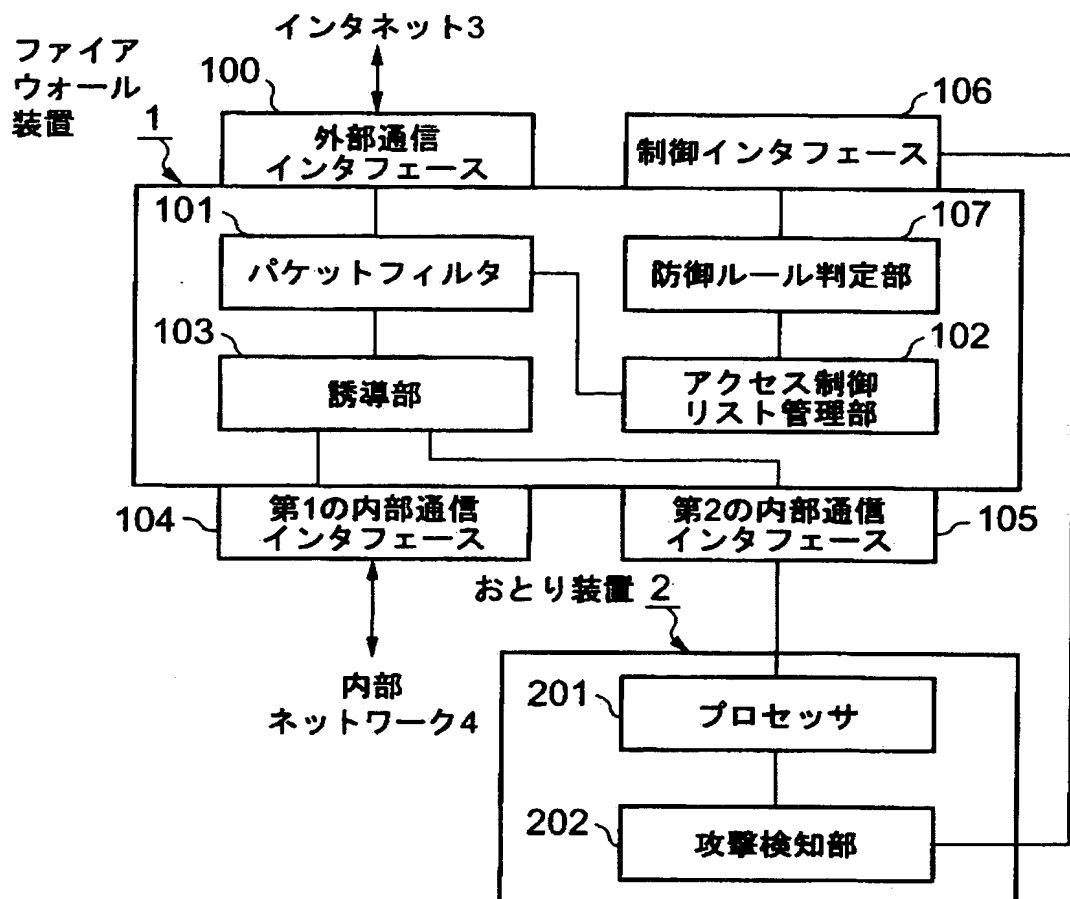 インタネット3
ファイア
ウォール
装置
1
100
外部通信
インタフェース
106
制御インタフェース
101
パケットフィルタ
107
防御ルール判定部
103
誘導部
102
アクセス制御
リスト管理部
104
第1の内部通信
インタフェース
第2の内部通信
インタフェース
105
おとり装置 2
内部
ネットワーク4
201
プロセッサ
202
攻撃検知部